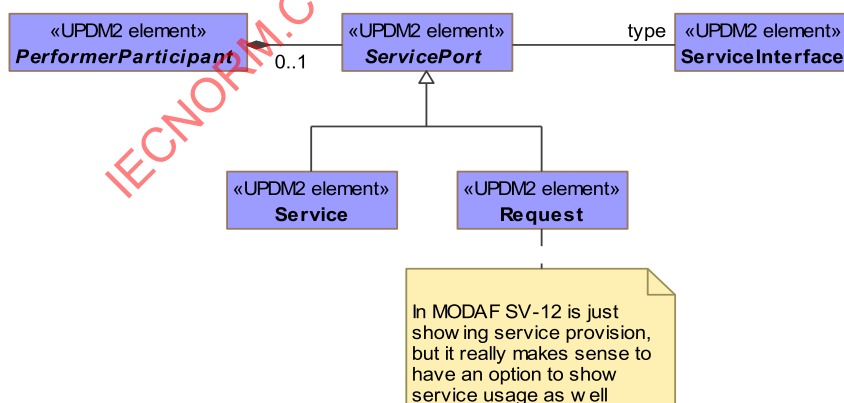 «UPDM2 element»
PerformerParticipant
0..1
«UPDM2 element»
ServicePort
type
«UPDM2 element»
ServiceInterface
IECNORM.C
«UPDM2 element»
Service
«UPDM2 element»
Request
In MODAF SV-12 is just
showing service provision,
but it really makes sense to
have an option to show
service usage as well